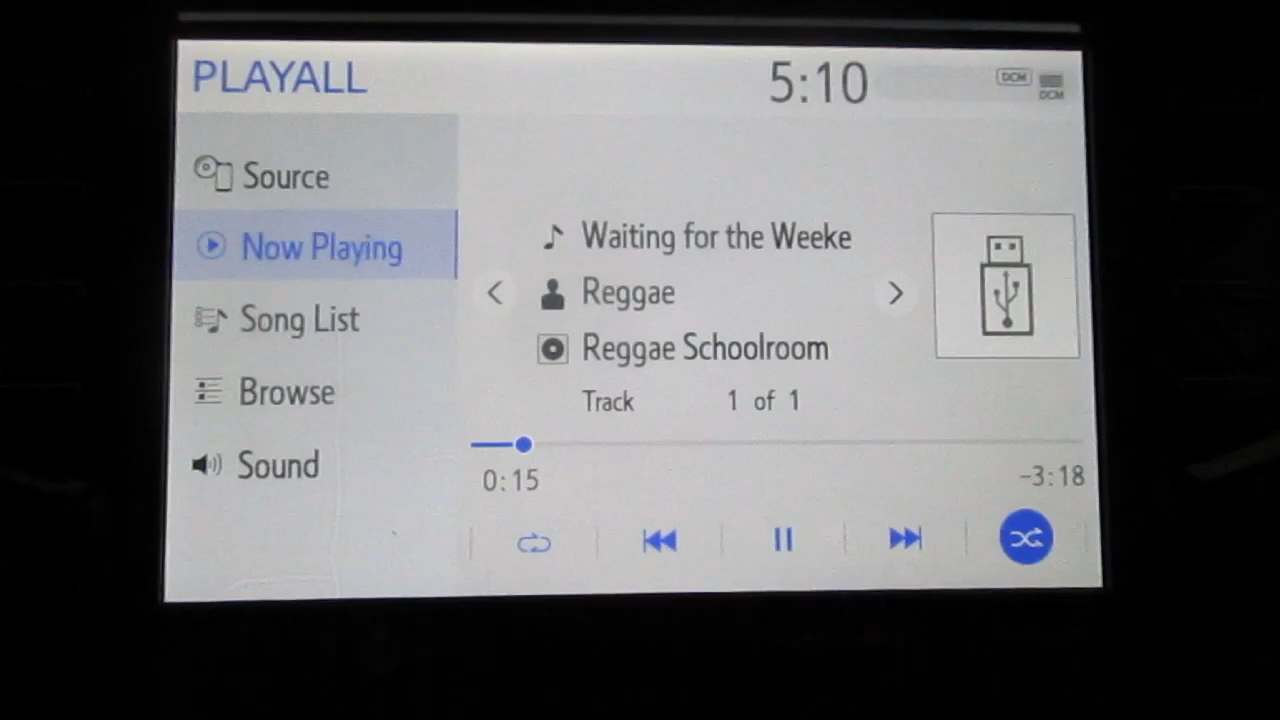 PLAYALL
5:10
DCM
DCM
Source
Now Playing
Song List
Browse
Sound
Waiting for the Weeke
Reggae
Reggae Schoolroom
Track 1 of 1
0:15
-3:18